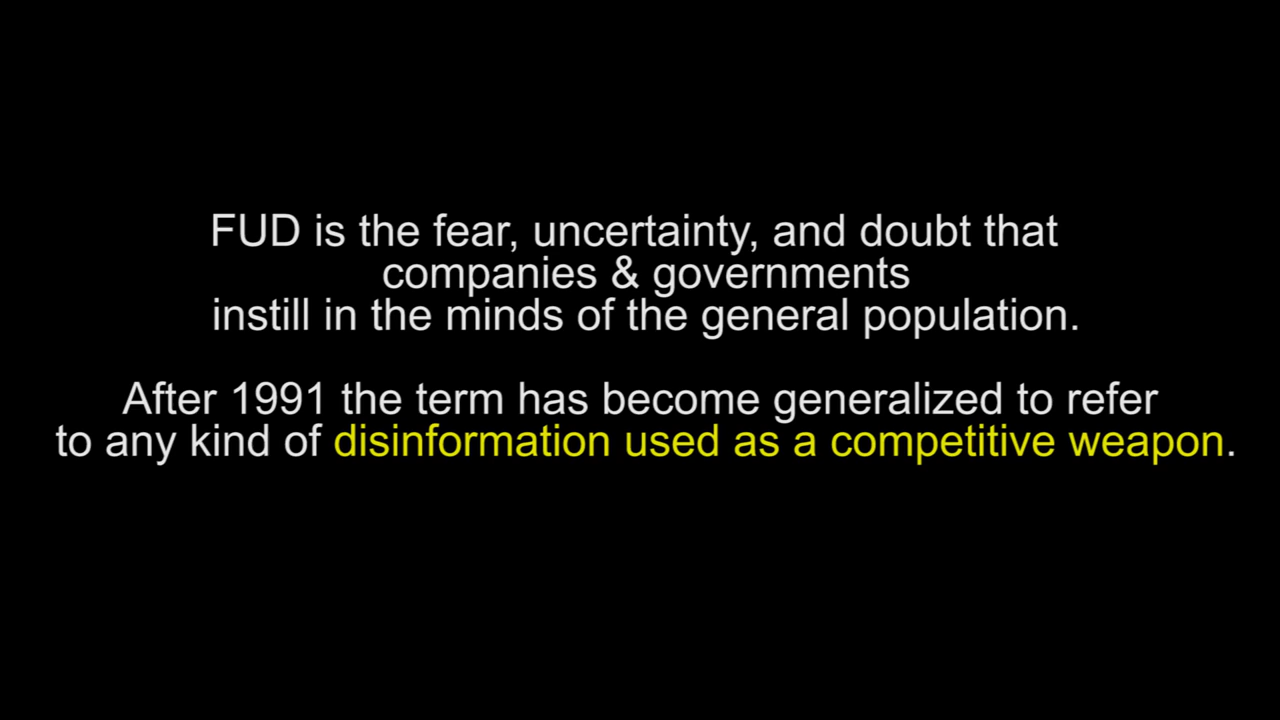 FUD is the fear, uncertainty, and doubt that
companies & governments
instill in the minds of the general population.
After 1991 the term has become generalized to refer
to any kind of disinformation used as a competitive weapon.